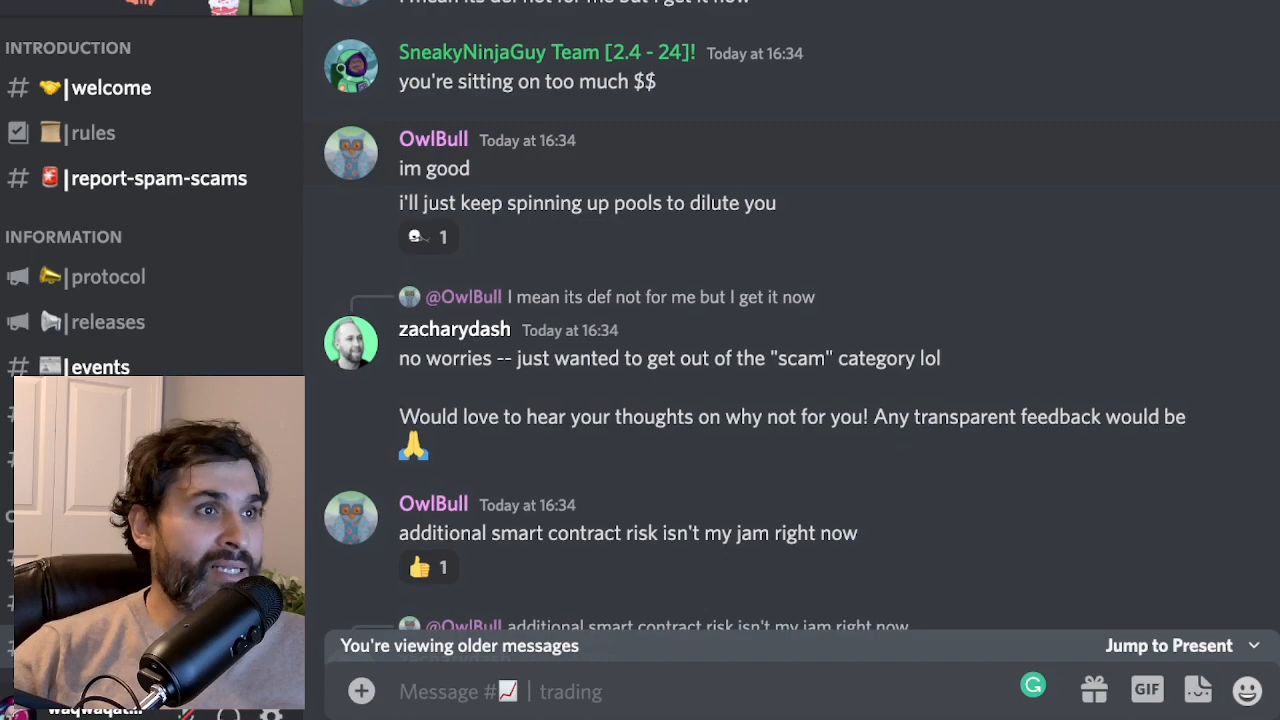 INTRODUCTION
# | welcome
| rules
# | report-spam-scams
INFORMATION
| protocol
| releases
# | events
I mean its def not for me but I get it now
SneakyNinjaGuy Team [2.4 - 24]! Today at 16:34
you're sitting on too much $$
OwlBull Today at 16:34
im good
i'll just keep spinning up pools to dilute you
1
@OwlBull I mean its def not for me but I get it now
zacharydash Today at 16:34
no worries -- just wanted to get out of the "scam" category lol
Would love to hear your thoughts on why not for you! Any transparent feedback would be
🙏
OwlBull Today at 16:34
additional smart contract risk isn't my jam right now
👍 1
@OwlBull additional smart contract risk isn't my jam right now
You're viewing older messages Jump to Present
Message #📈 | trading
GIF
waqwaqat...